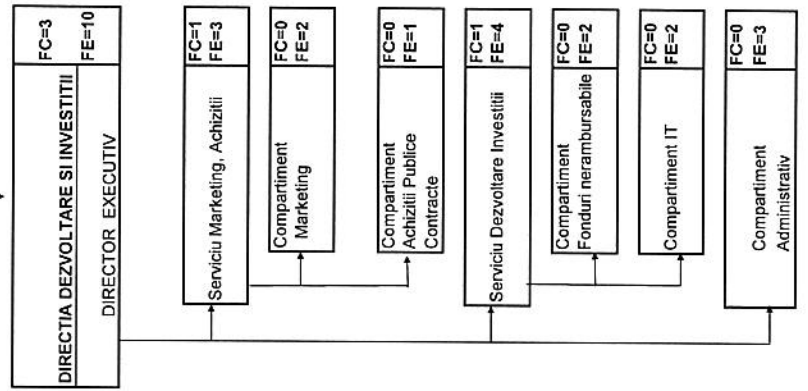 DIRECTIA DEZVOLTARE SI INVESTITII
FC=3
DIRECTOR EXECUTIV
FE=10
Serviciu Marketing, Achizitii
FC=1
FE=3
Compartiment
Marketing
FC=0
FE=2
Compartiment
Achizitii Publice
Contracte
FC=0
FE=1
Serviciu Dezvoltare Investitii
FC=1
FE=4
Compartiment
Fonduri nerambursabile
FC=0
FE=2
Compartiment IT
FC=0
FE=2
Compartiment
Administrativ
FC=0
FE=3